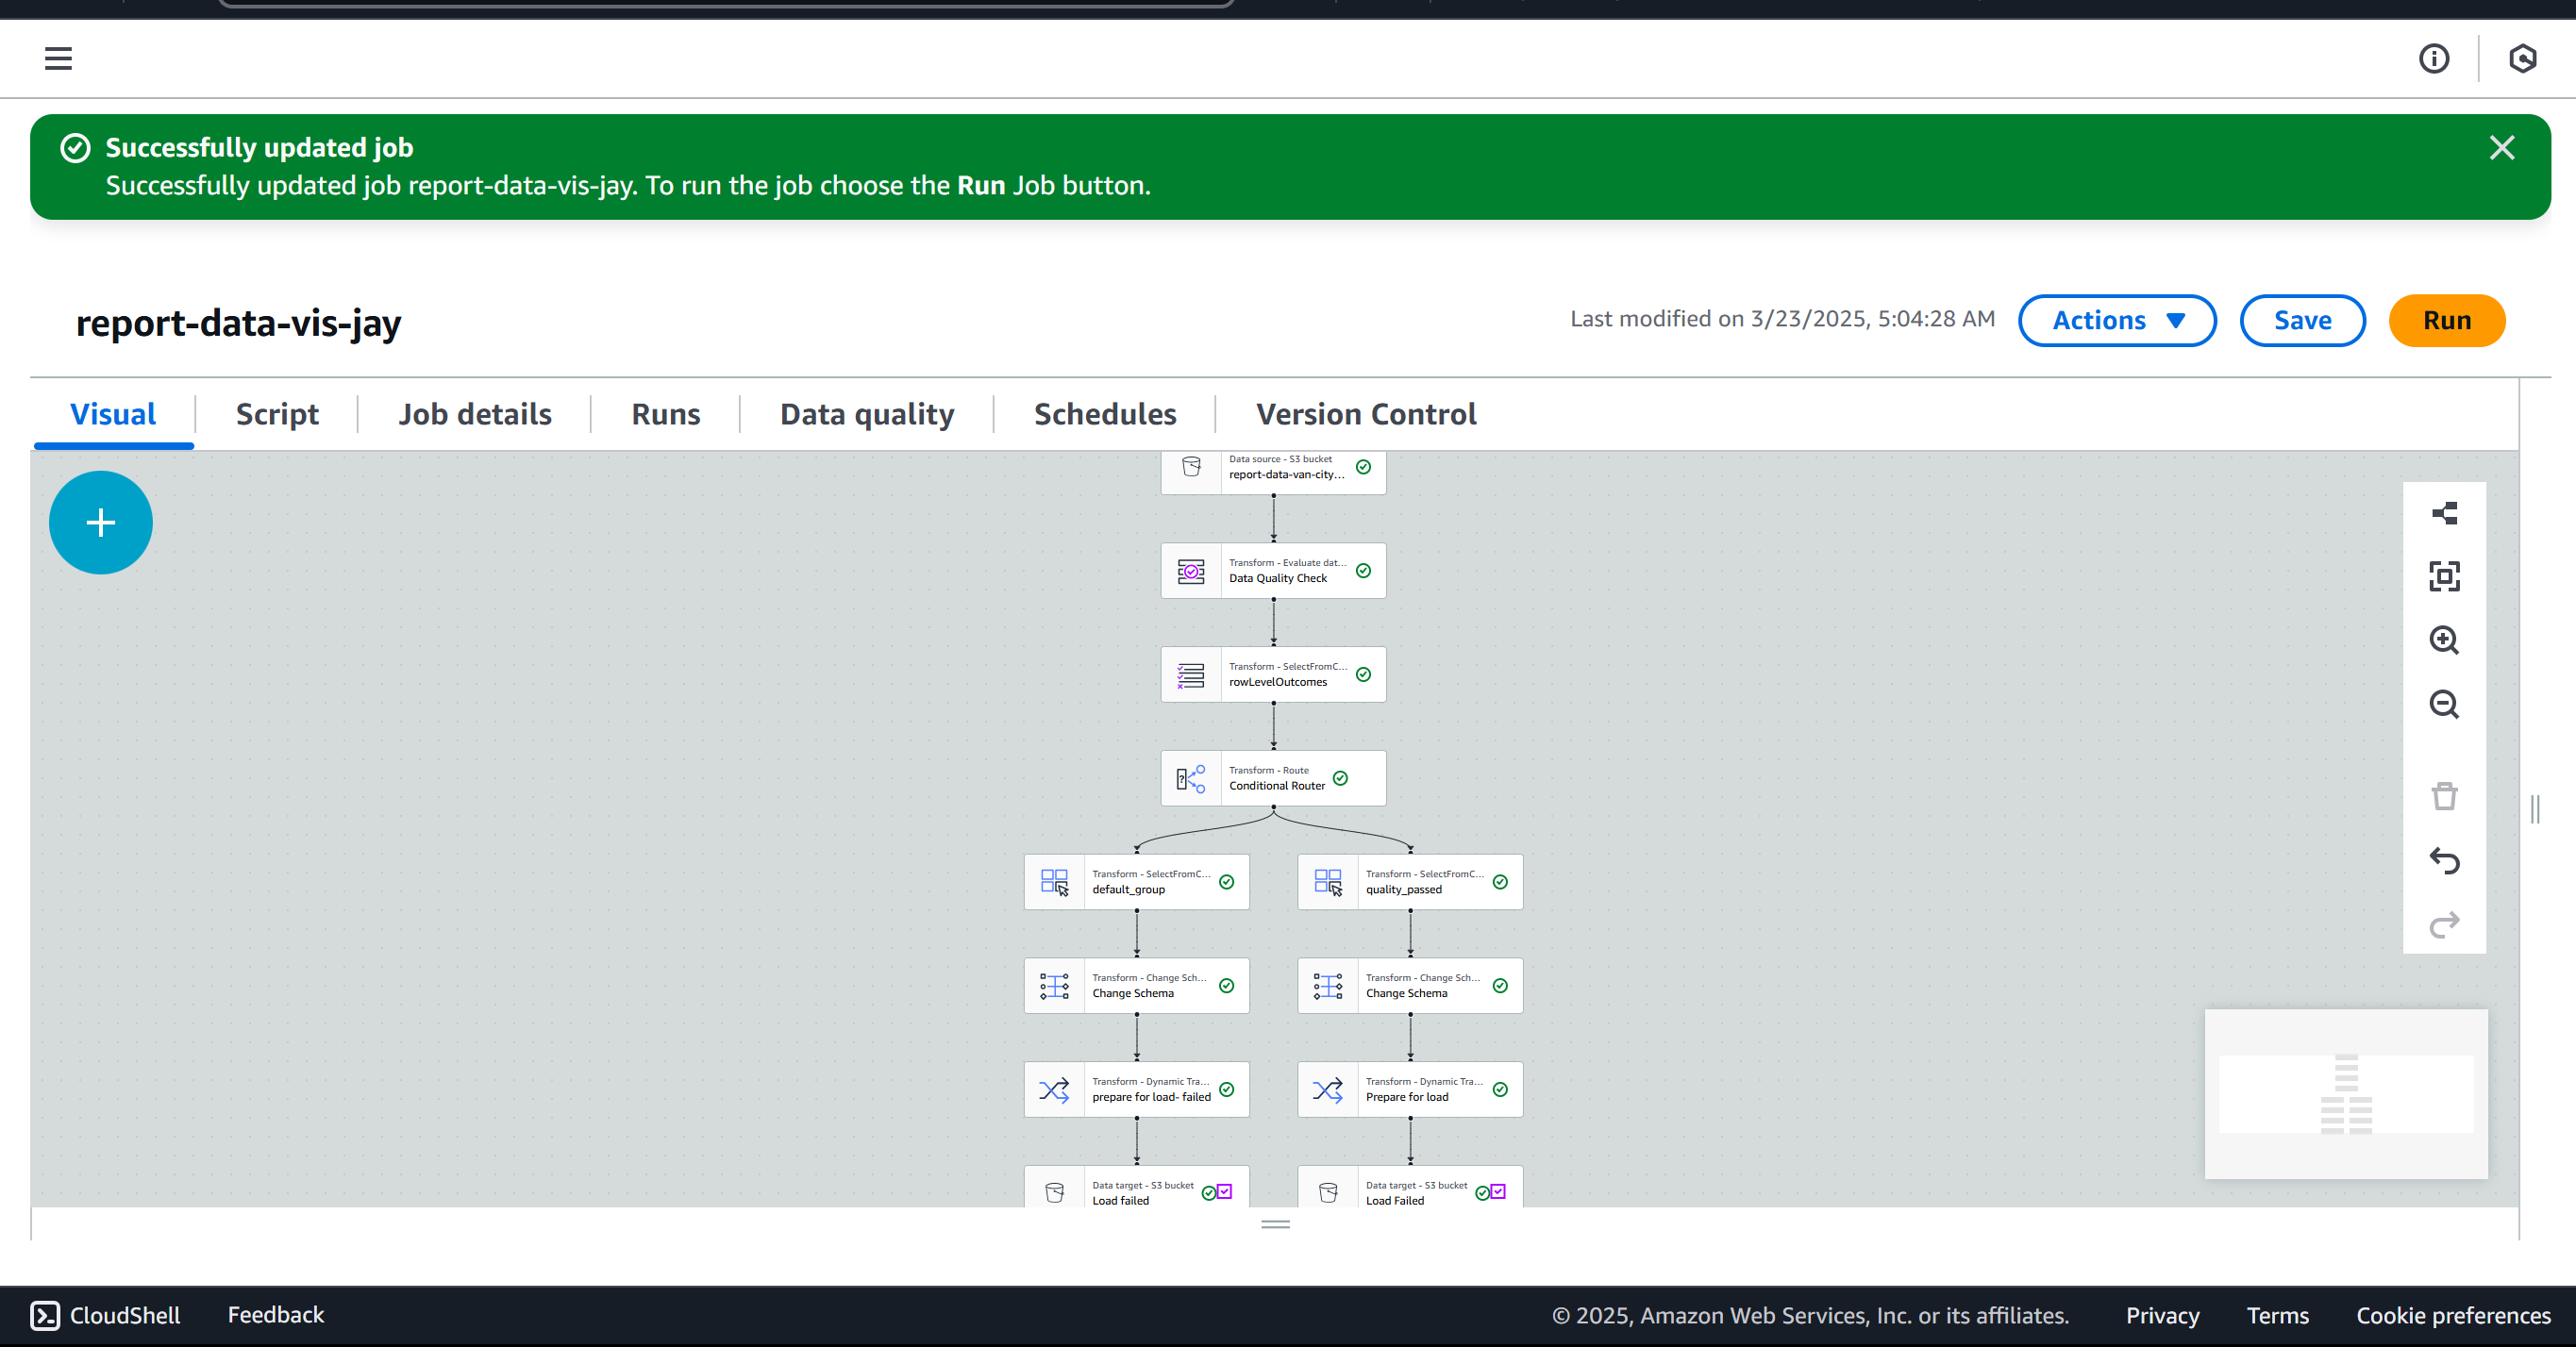 Successfully updated job
Successfully updated job report-data-vis-jay. To run the job choose the Run Job button.
report-data-vis-jay
Last modified on 3/23/2025, 5:04:28 AM
Actions
Save
Run
Visual
Script
Job details
Runs
Data quality
Schedules
Version Control
Data source - S3 bucket
report-data-van-city...
Transform - Evaluate dat...
Data Quality Check
Transform - SelectFromC...
rowLevelOutcomes
Transform - Route
Conditional Router
Transform - SelectFromC...
default_group
Transform - SelectFromC...
quality_passed
Transform - Change Sch...
Change Schema
Transform - Change Sch...
Change Schema
Transform - Dynamic Tra...
prepare for load- failed
Transform - Dynamic Tra...
Prepare for load
Data target - S3 bucket
Load failed
Data target - S3 bucket
Load Failed
CloudShell
Feedback
© 2025, Amazon Web Services, Inc. or its affiliates.
Privacy
Terms
Cookie preferences